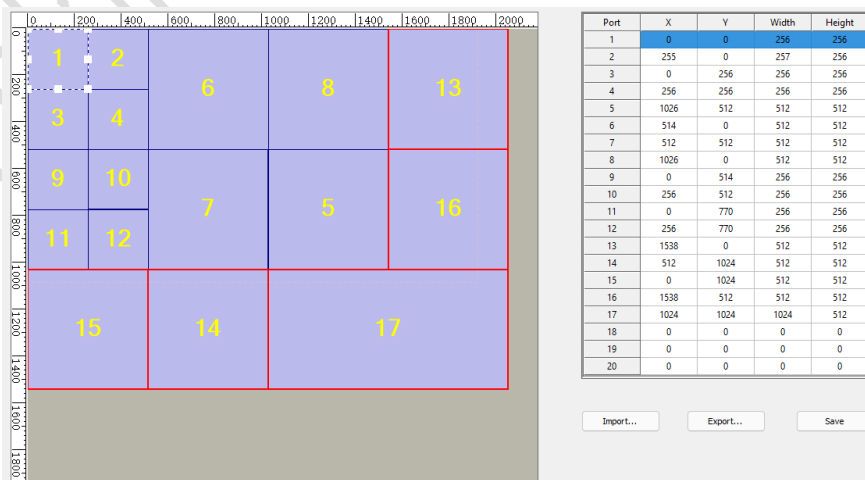 0 200 400 600 800 1000 1200 1400 1600 1800 2000
0
200
400
600
8000
1000
1200
1400
1600
1800
1 2 6 8 13
3 4
9 10 7 5 16
11 12
15 14 17
Port X Y Width Height
1 0 0 256 256
2 255 0 257 256
3 0 256 256 256
4 256 256 256 256
5 1026 512 512 512
6 514 0 512 512
7 512 512 512 512
8 1026 0 512 512
9 0 514 256 256
10 256 512 256 256
11 0 770 256 256
12 256 770 256 256
13 1538 0 512 512
14 512 1024 512 512
15 0 1024 512 512
16 1538 512 512 512
17 1024 1024 1024 512
18 0 0 0 0
19 0 0 0 0
20 0 0 0 0
Import... Export... Save